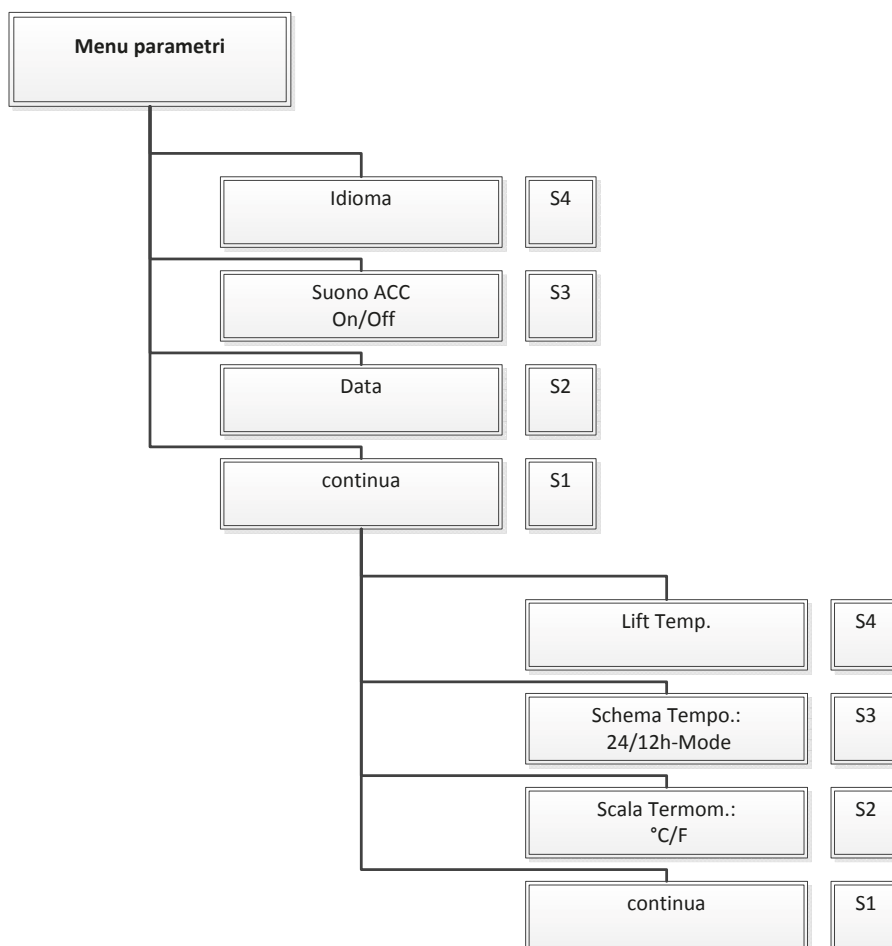 Menu parametri
Idioma
S4
Suono ACC
On/Off
S3
Data
S2
continua
S1
Lift Temp.
S4
Schema Tempo.:
24/12h-Mode
S3
Scala Termom.:
°C/F
S2
continua
S1